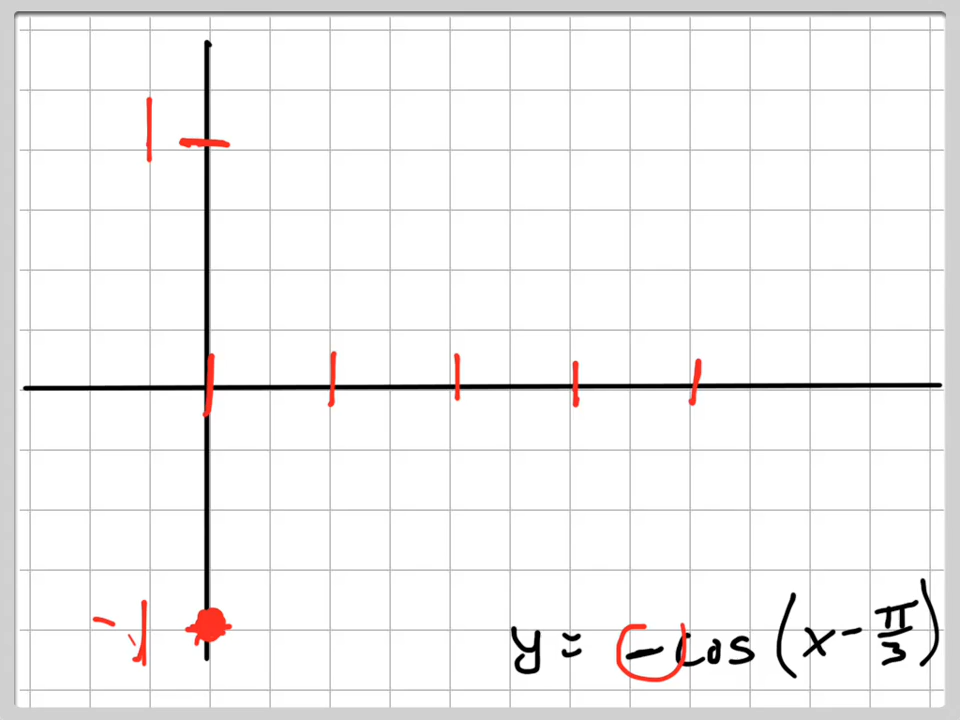 1
-1
y = -cos(x - π/3)